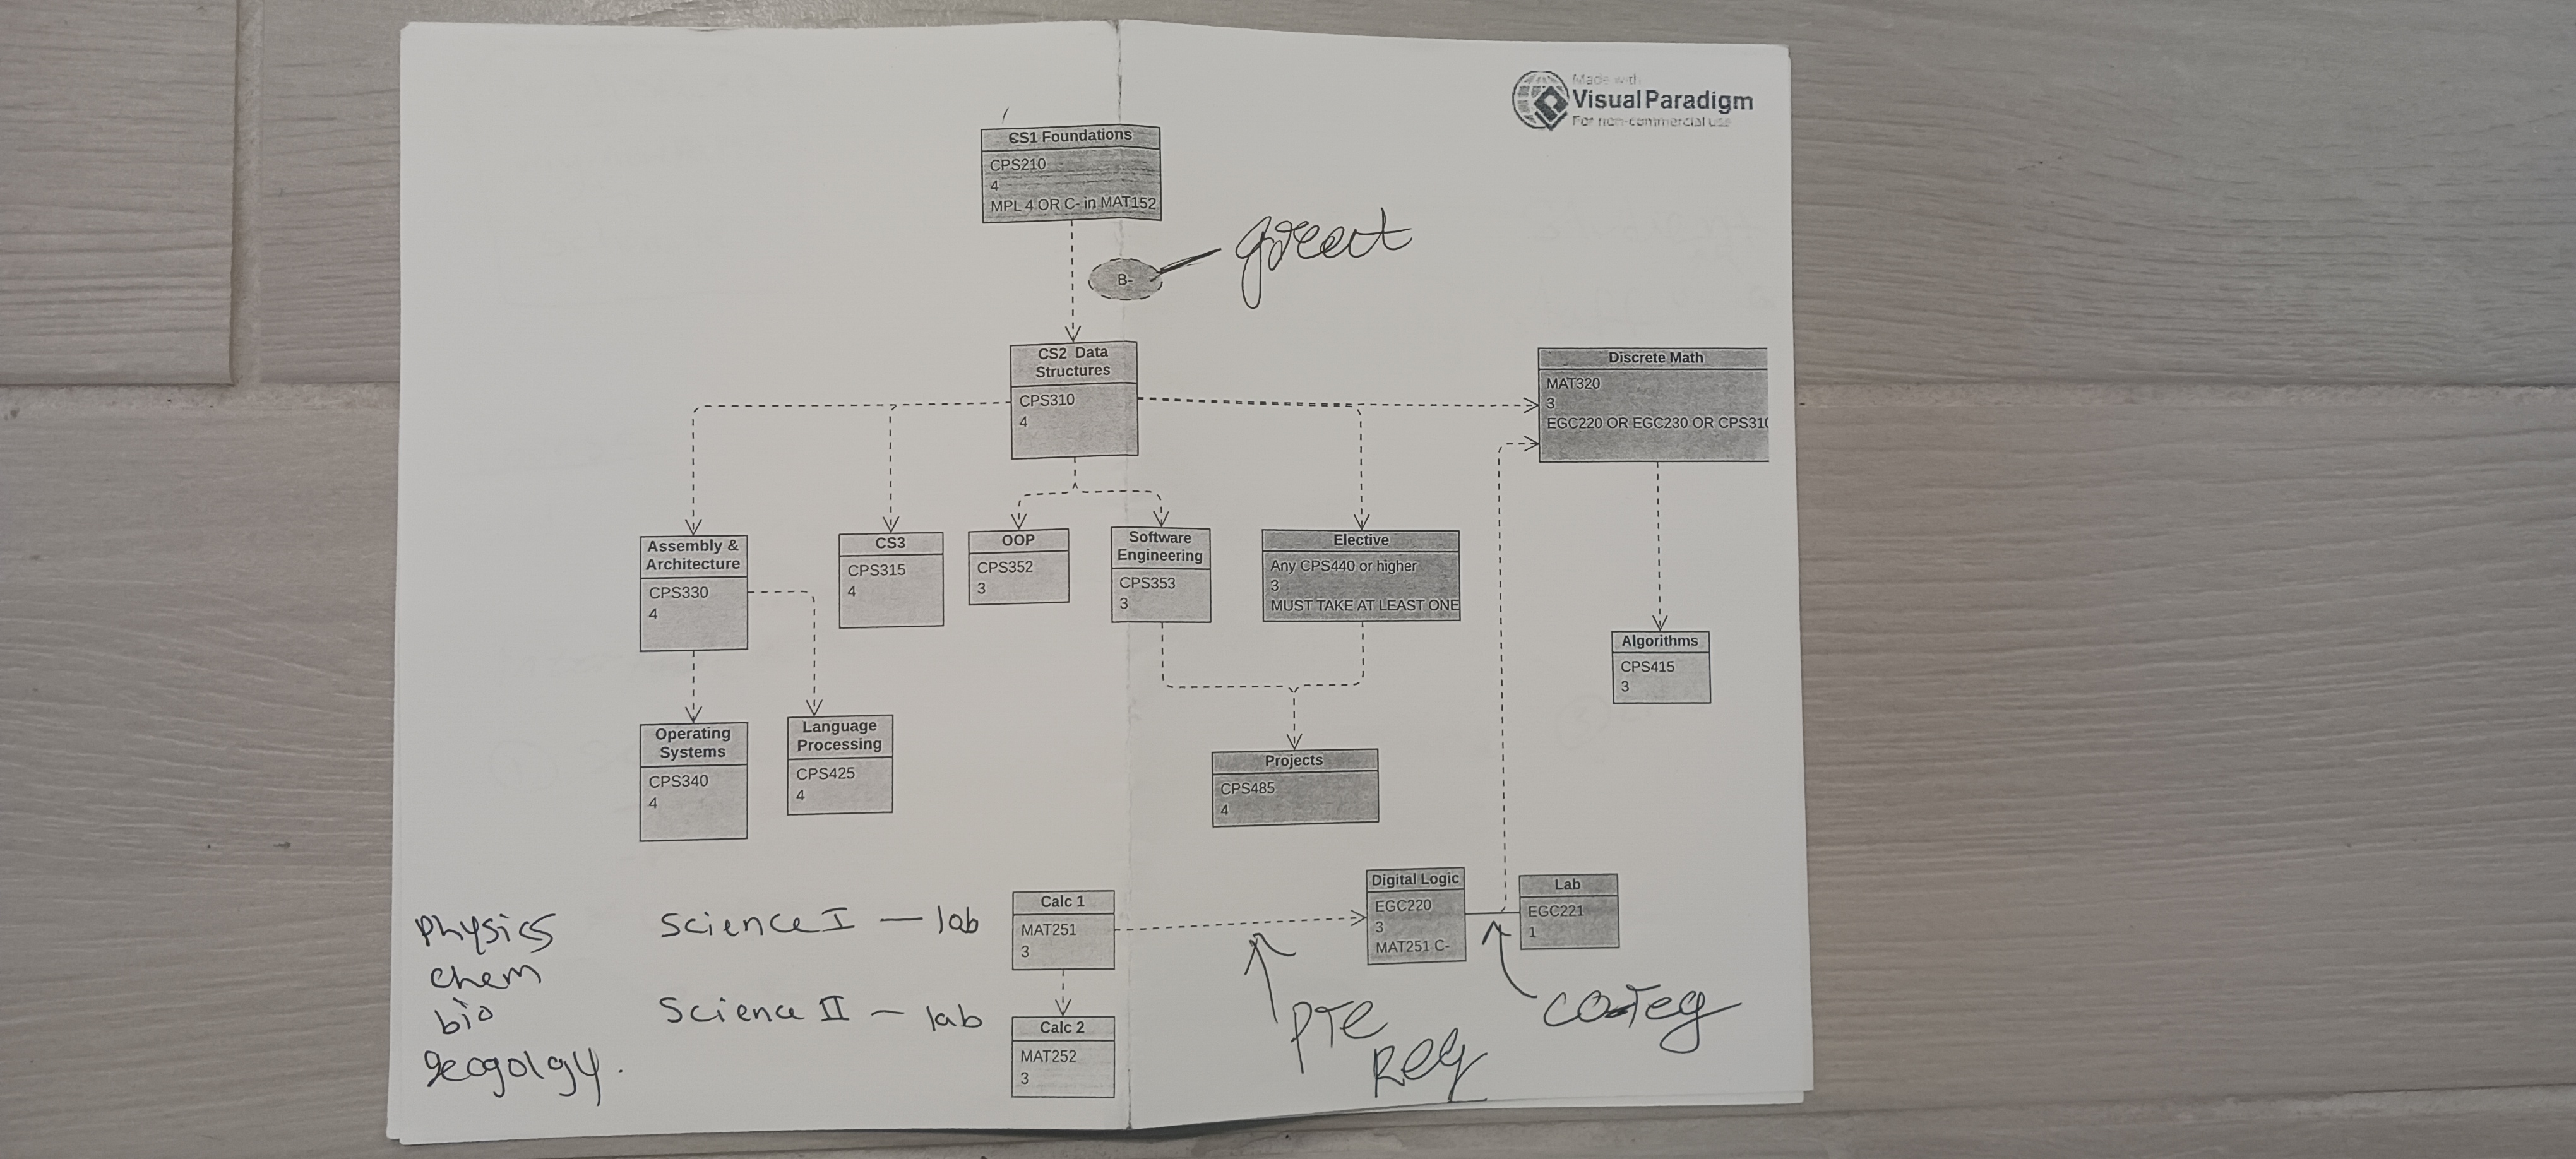 Made with
Visual Paradigm
For non-commercial use
CS1 Foundations
CPS210
4
MPL 4 OR C- in MAT152
B-
CS2 Data
Structures
CPS310
4
Discrete Math
MAT320
3
EGC220 OR EGC230 OR CPS310
Assembly &
Architecture
CPS330
4
CS3
CPS315
4
OOP
CPS352
3
Software
Engineering
CPS353
3
Elective
Any CPS440 or higher
3
MUST TAKE AT LEAST ONE
Algorithms
CPS415
3
Operating
Systems
CPS340
4
Language
Processing
CPS425
4
Projects
CPS485
4
physics
chem
bio
geogology.
Science I - lab
Science II - lab
Calc 1
MAT251
3
Calc 2
MAT252
3
Digital Logic
EGC220
3
MAT251 C-
Lab
EGC221
1
pre
Req
coreq